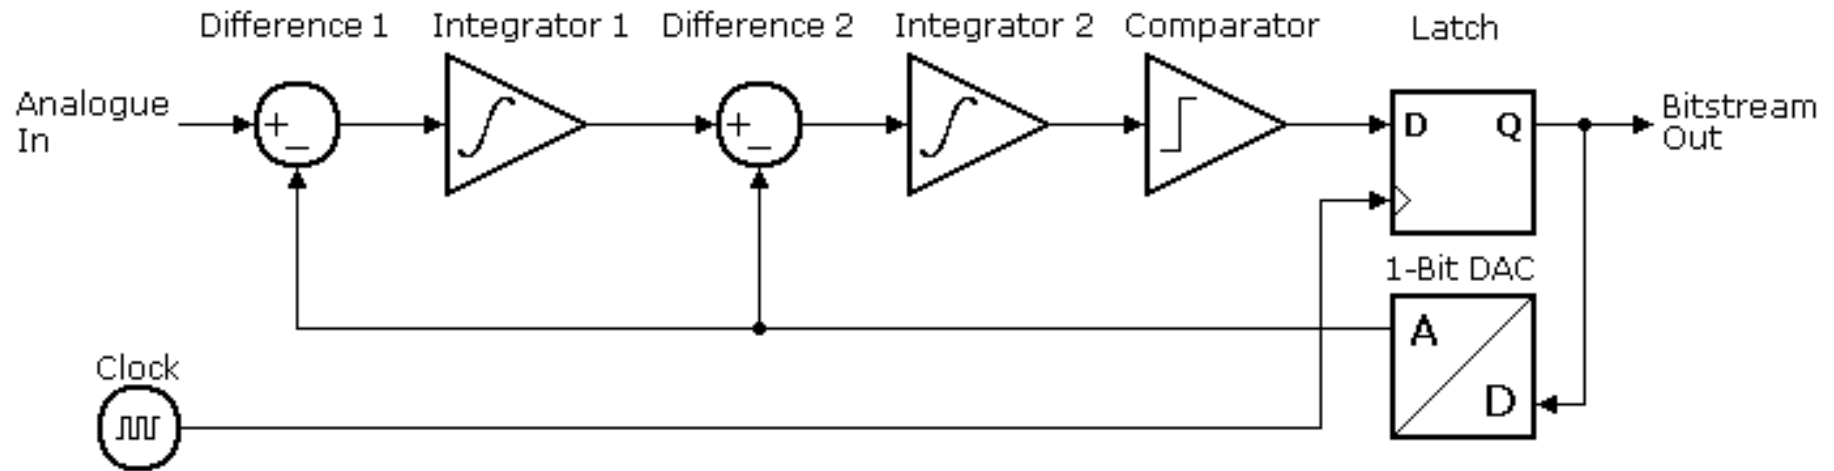 Difference 1 Integrator 1 Difference 2 Integrator 2 Comparator Latch
Analogue
In
+
−
+
−
D Q
Bitstream
Out
1-Bit DAC
A
D
Clock